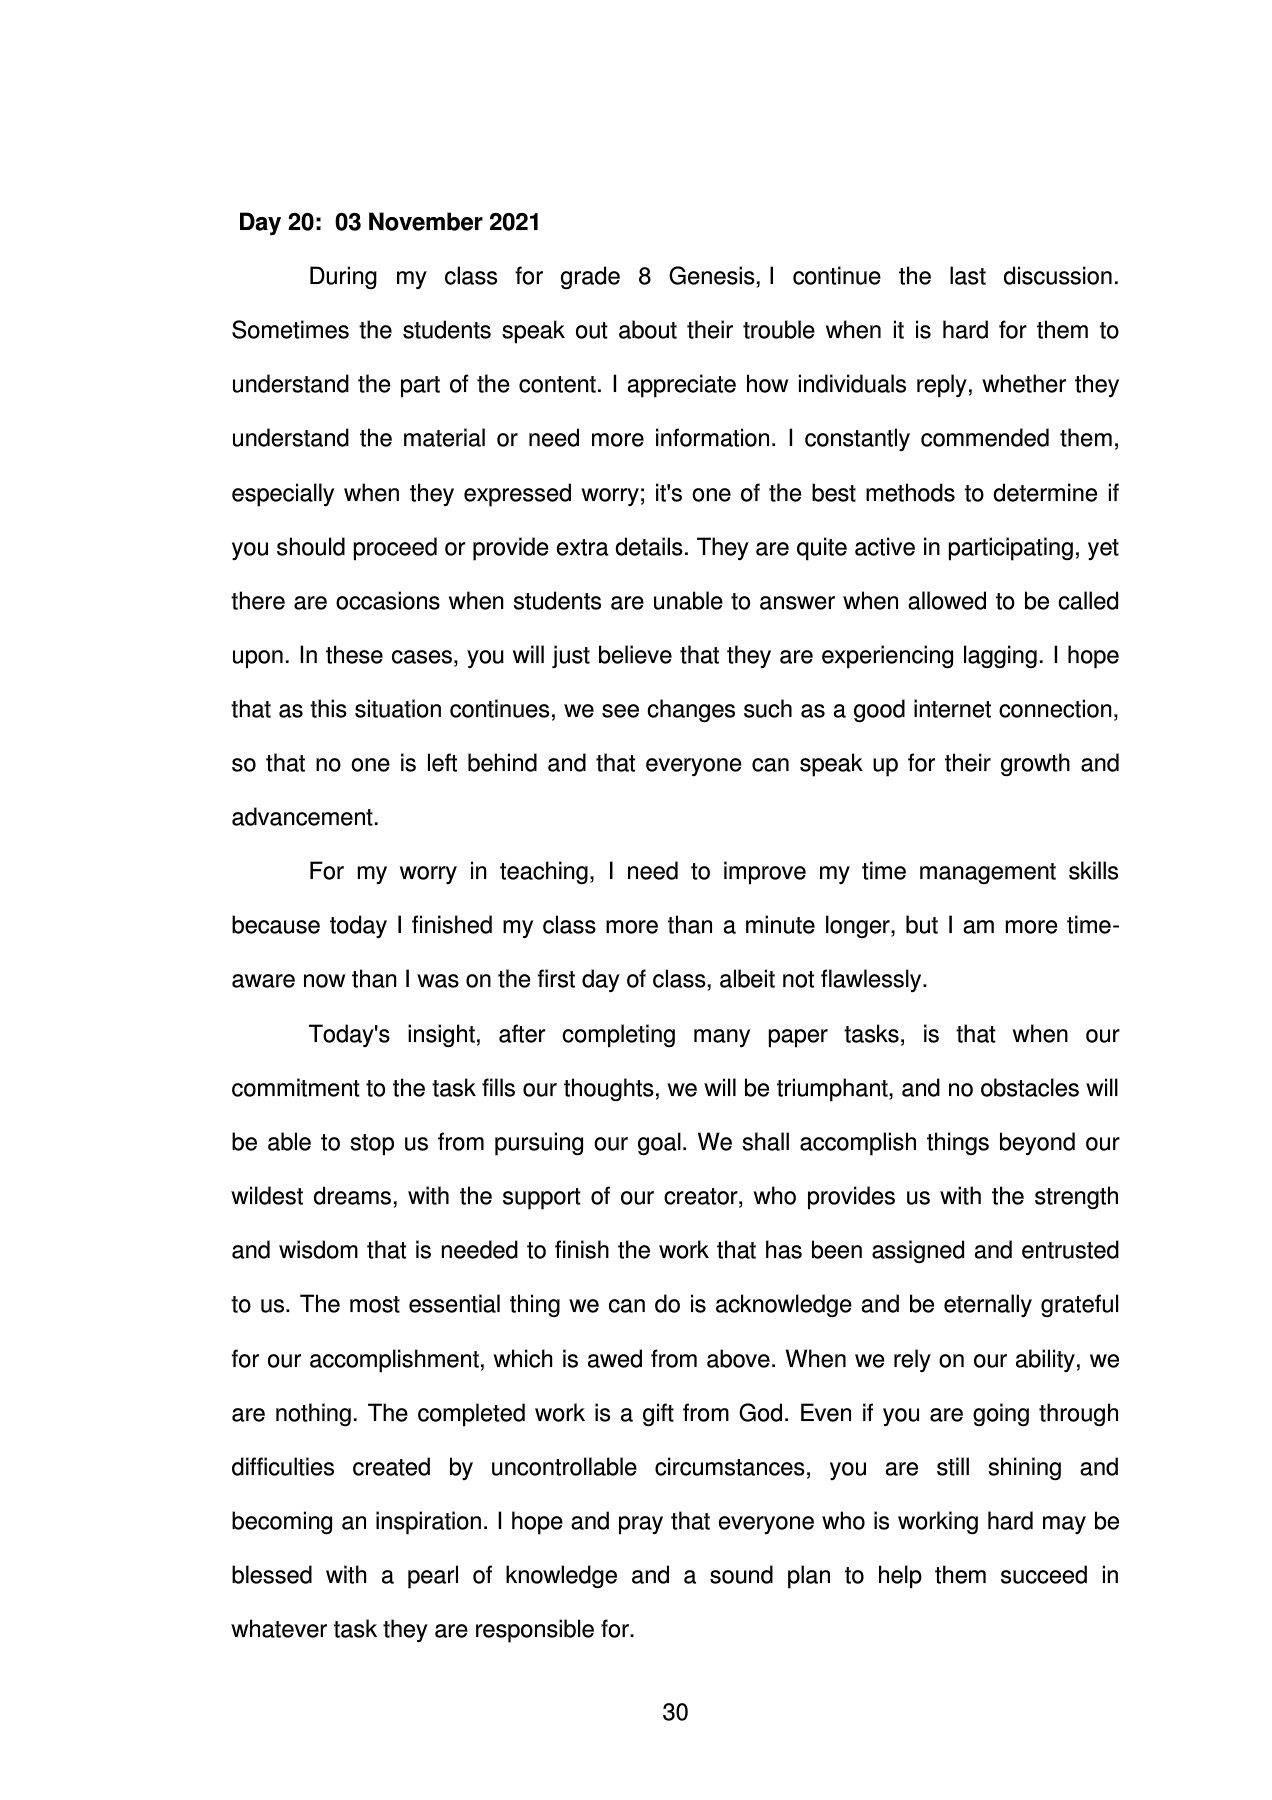 Day 20:  03 November 2021
During my class for grade 8 Genesis, I continue the last discussion.
Sometimes the students speak out about their trouble when it is hard for them to
understand the part of the content. I appreciate how individuals reply, whether they
understand the material or need more information. I constantly commended them,
especially when they expressed worry; it's one of the best methods to determine if
you should proceed or provide extra details. They are quite active in participating, yet
there are occasions when students are unable to answer when allowed to be called
upon. In these cases, you will just believe that they are experiencing lagging. I hope
that as this situation continues, we see changes such as a good internet connection,
so that no one is left behind and that everyone can speak up for their growth and
advancement.
For my worry in teaching, I need to improve my time management skills
because today I finished my class more than a minute longer, but I am more time-
aware now than I was on the first day of class, albeit not flawlessly.
Today's insight, after completing many paper tasks, is that when our
commitment to the task fills our thoughts, we will be triumphant, and no obstacles will
be able to stop us from pursuing our goal. We shall accomplish things beyond our
wildest dreams, with the support of our creator, who provides us with the strength
and wisdom that is needed to finish the work that has been assigned and entrusted
to us. The most essential thing we can do is acknowledge and be eternally grateful
for our accomplishment, which is awed from above. When we rely on our ability, we
are nothing. The completed work is a gift from God. Even if you are going through
difficulties created by uncontrollable circumstances, you are still shining and
becoming an inspiration. I hope and pray that everyone who is working hard may be
blessed with a pearl of knowledge and a sound plan to help them succeed in
whatever task they are responsible for.
30